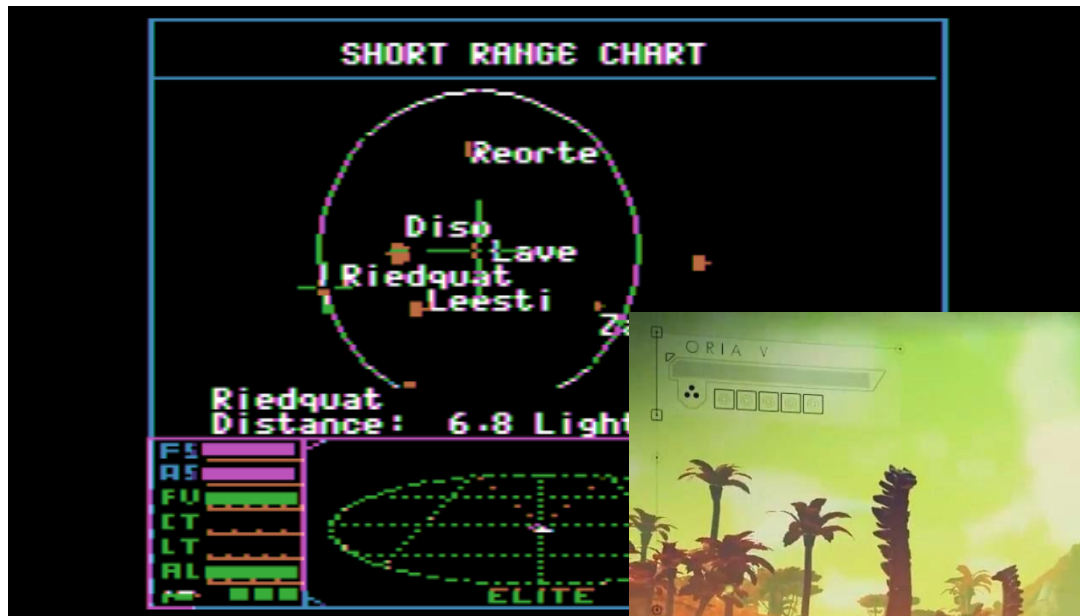 SHORT RANGE CHART
Reorte
Diso
Lave
Riedquat
Leesti
Za
Riedquat
Distance: 6.8 Light
FS
AS
FV
CT
LT
AL
ELITE
ORIA V